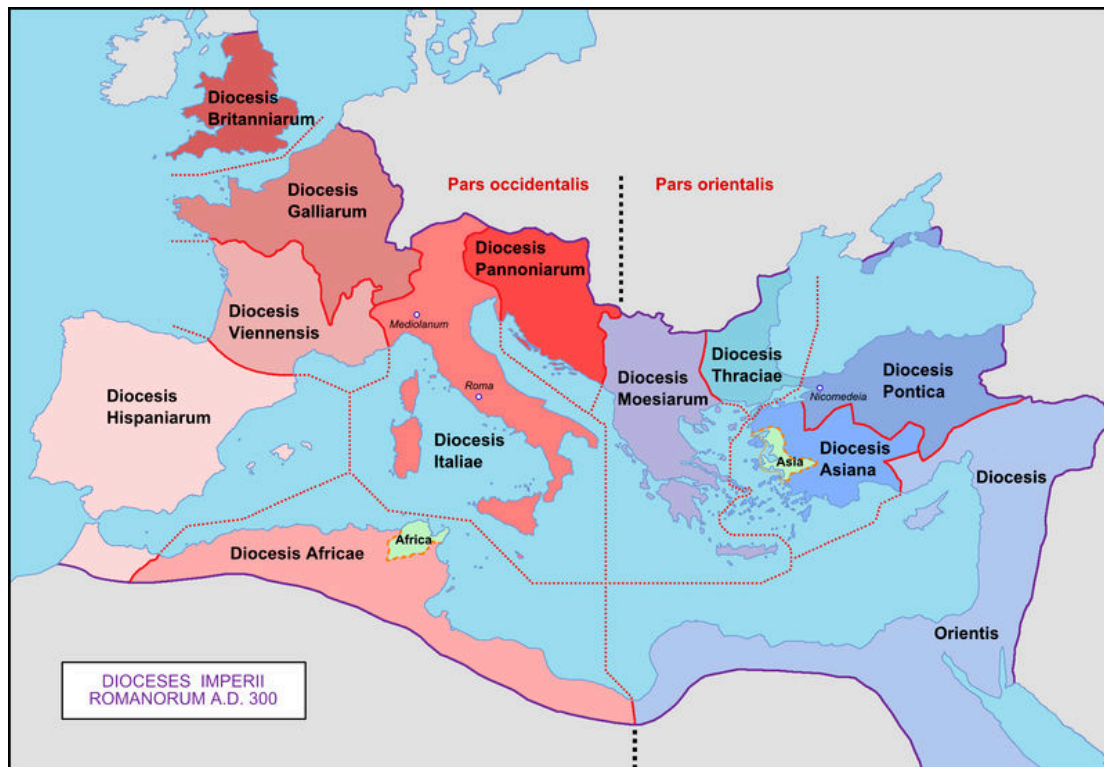 Diocesis
Britanniarum
Diocesis
Galliarum
Pars occidentalis
Pars orientalis
Diocesis
Pannoniarum
Diocesis
Viennensis
Mediolanum
Diocesis
Thraciae
Diocesis
Pontica
Diocesis
Hispaniarum
Roma
Diocesis
Moesiarum
Nicomedeia
Diocesis
Italiae
Diocesis
Asiana
Asia
Diocesis
Africa
Diocesis Africae
Orientis
DIOCESES IMPERII
ROMANORUM A.D. 300